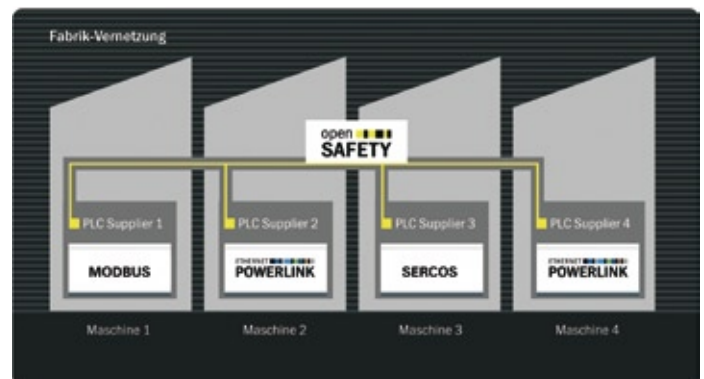 Fabrik-Vernetzung
open
SAFETY
PLC Supplier 1
PLC Supplier 2
PLC Supplier 3
PLC Supplier 4
MODBUS
ETHERNET
POWERLINK
SERCOS
ETHERNET
POWERLINK
Maschine 1
Maschine 2
Maschine 3
Maschine 4